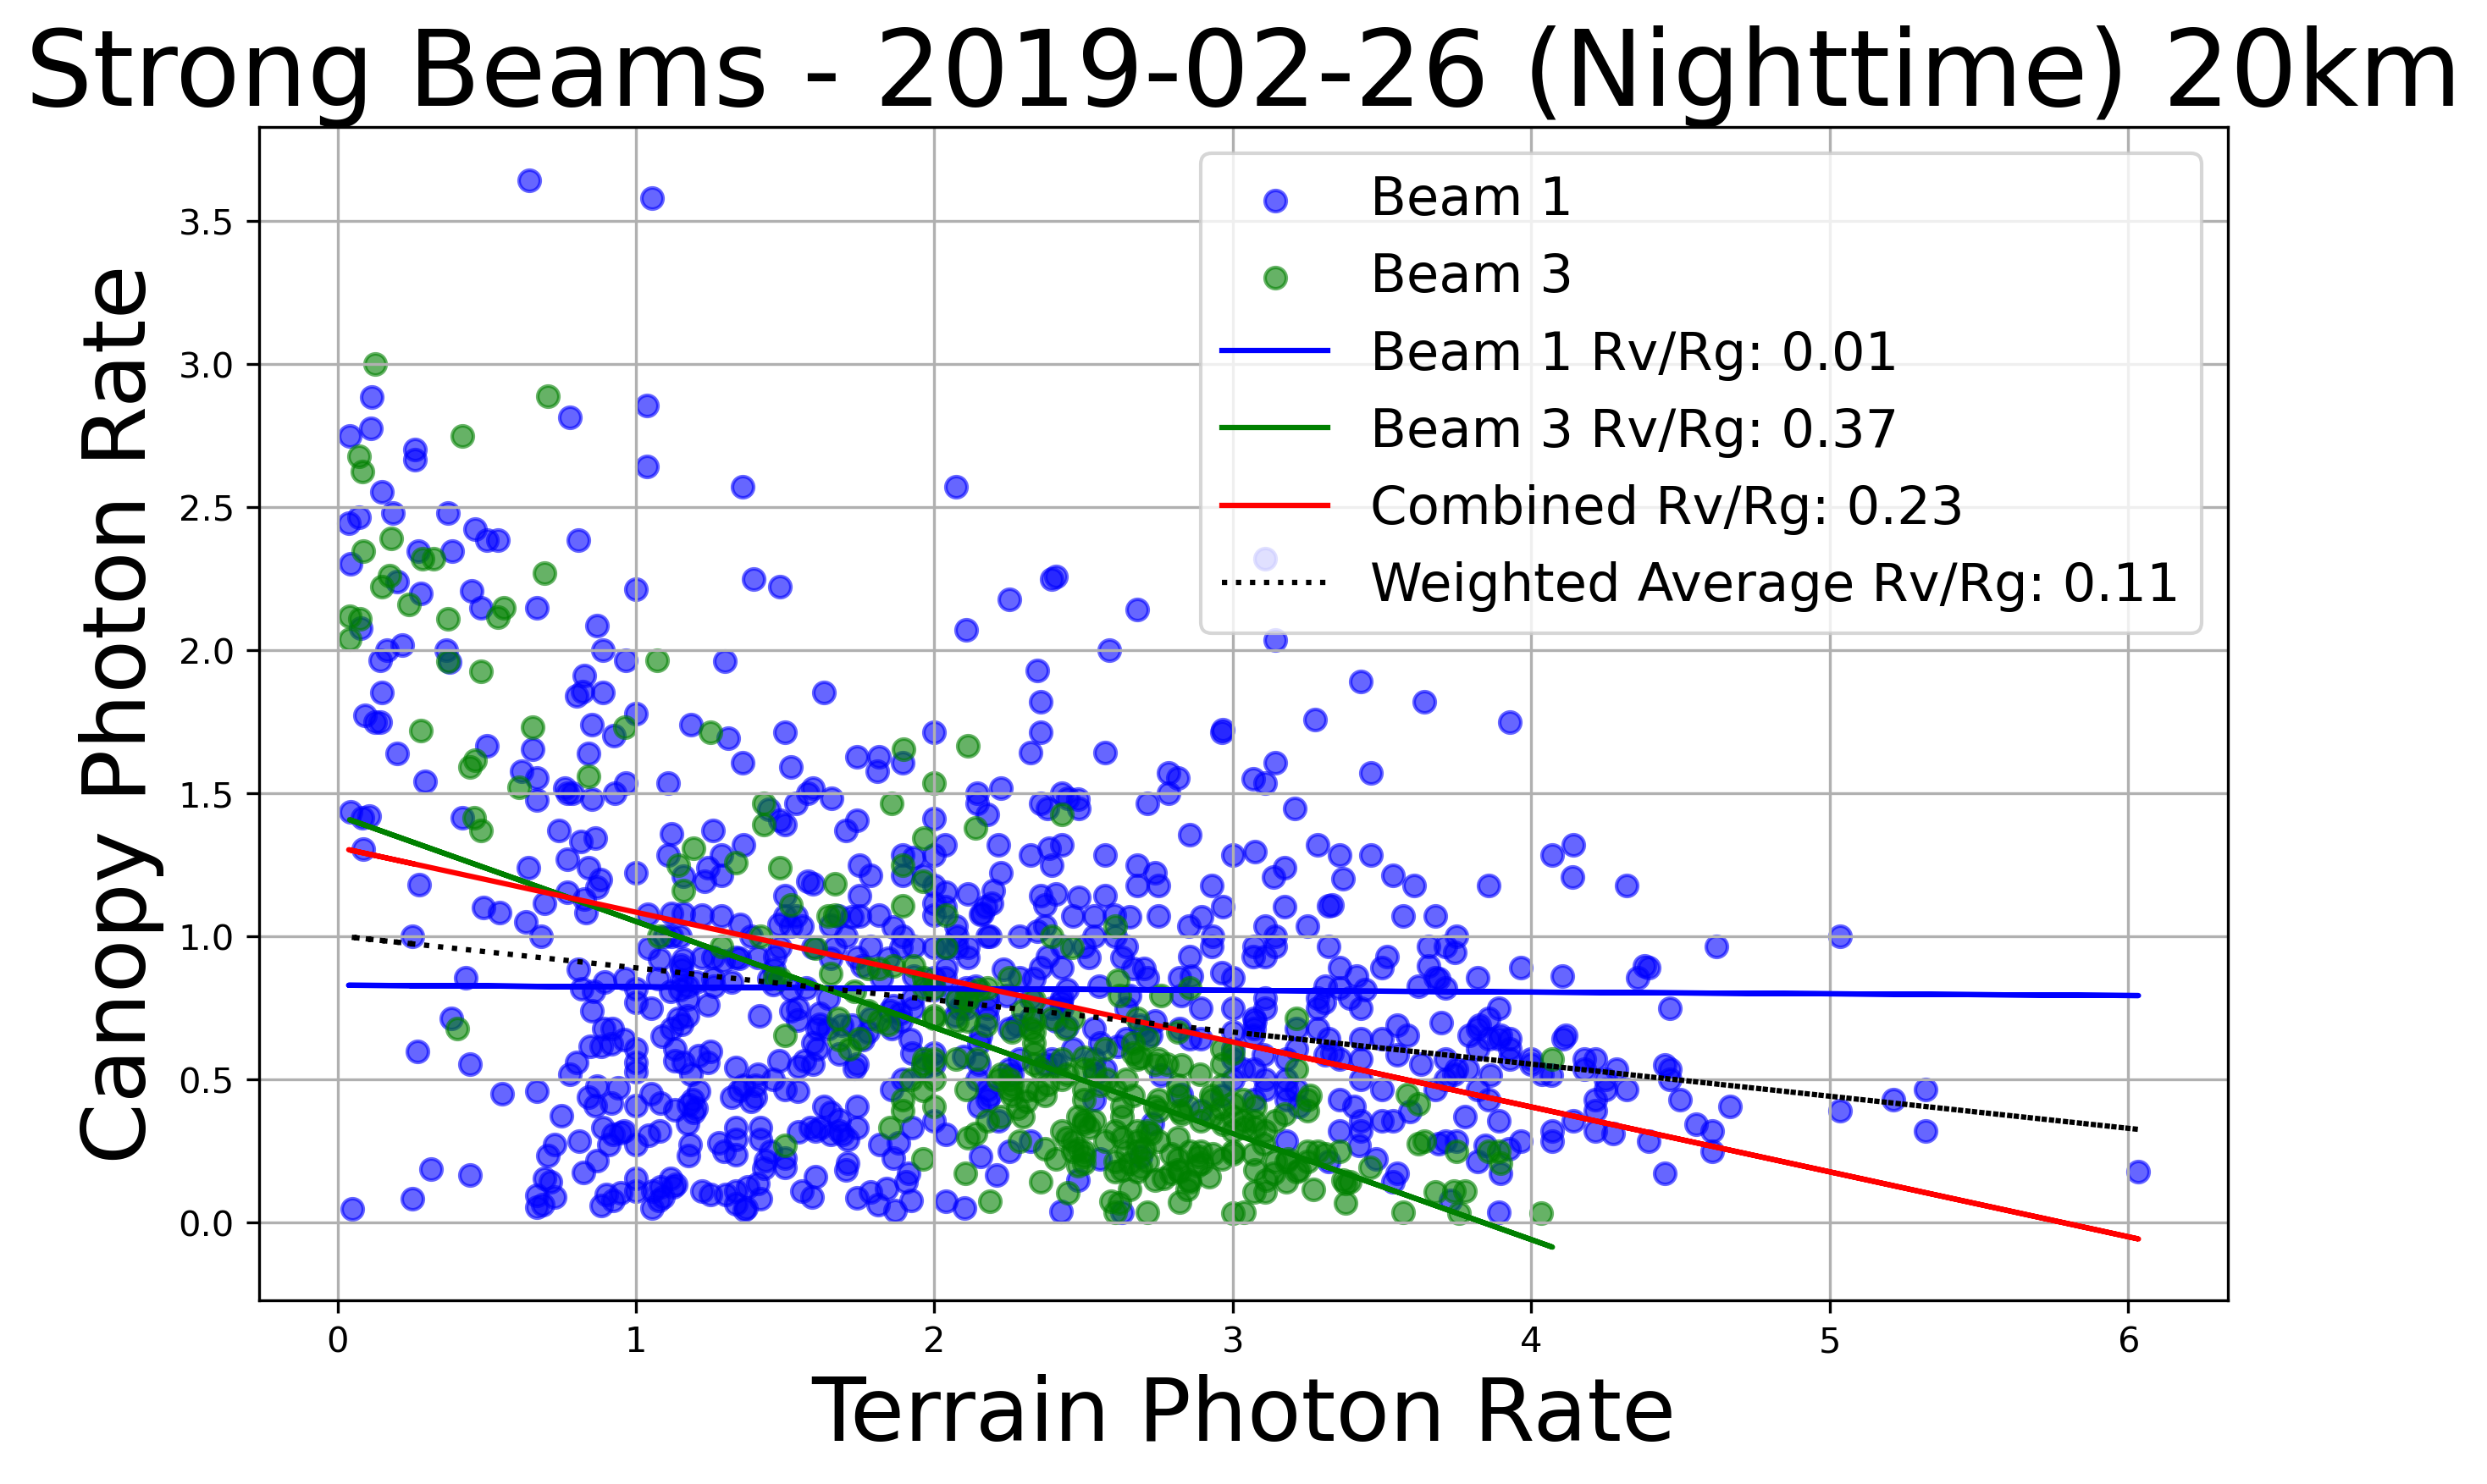 Strong Beams - 2019-02-26 (Nighttime) 20km
Canopy Photon Rate
3.5
3.0
2.5
2.0
1.5
1.0
0.5
0.0
Beam 1
Beam 3
Beam 1 Rv/Rg: 0.01
Beam 3 Rv/Rg: 0.37
Combined Rv/Rg: 0.23
Weighted Average Rv/Rg: 0.11
0 1 2 3 4 5 6
Terrain Photon Rate